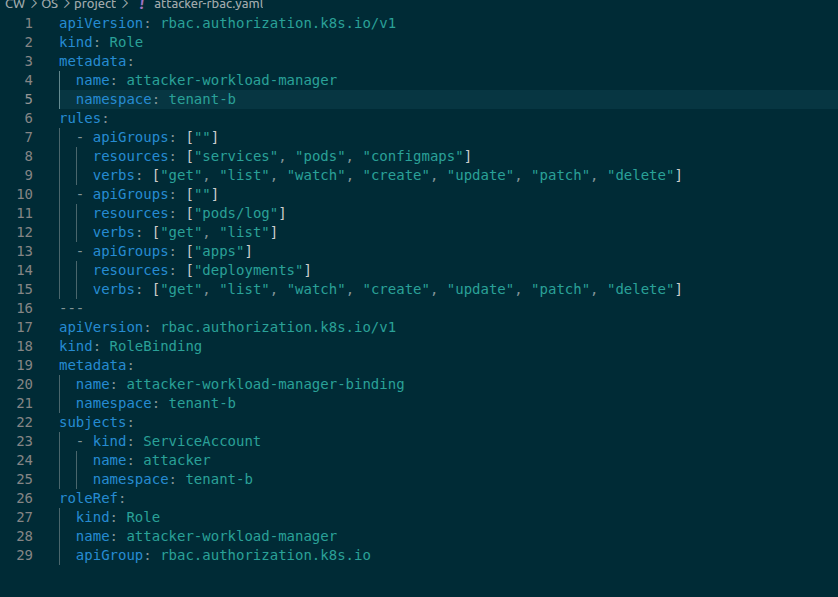 CW > OS > project > ! attacker-rbac.yaml
1 apiVersion: rbac.authorization.k8s.io/v1
2 kind: Role
3 metadata:
4   name: attacker-workload-manager
5   namespace: tenant-b
6 rules:
7   - apiGroups: [""]
8     resources: ["services", "pods", "configmaps"]
9     verbs: ["get", "list", "watch", "create", "update", "patch", "delete"]
10   - apiGroups: [""]
11     resources: ["pods/log"]
12     verbs: ["get", "list"]
13   - apiGroups: ["apps"]
14     resources: ["deployments"]
15     verbs: ["get", "list", "watch", "create", "update", "patch", "delete"]
16 ---
17 apiVersion: rbac.authorization.k8s.io/v1
18 kind: RoleBinding
19 metadata:
20   name: attacker-workload-manager-binding
21   namespace: tenant-b
22 subjects:
23   - kind: ServiceAccount
24     name: attacker
25     namespace: tenant-b
26 roleRef:
27   kind: Role
28   name: attacker-workload-manager
29   apiGroup: rbac.authorization.k8s.io